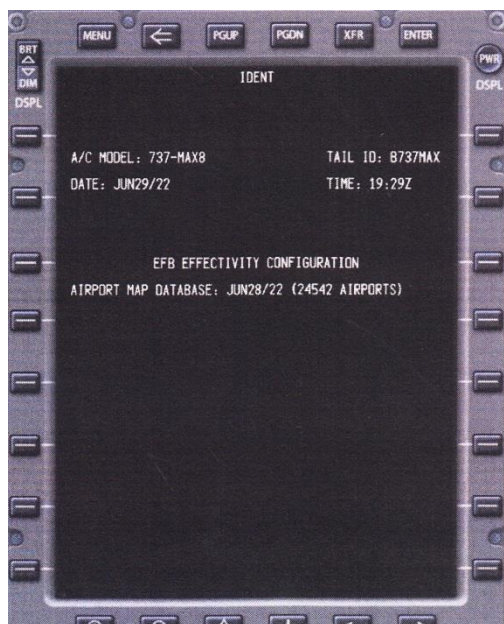 MENU PGUP PGDN XFR ENTER
BRT
DIM
DSPL
PWR
DSPL
IDENT
A/C MODEL: 737-MAX8 TAIL ID: B737MAX
DATE: JUN29/22 TIME: 19:29Z
EFB EFFECTIVITY CONFIGURATION
AIRPORT MAP DATABASE: JUN28/22 (24542 AIRPORTS)